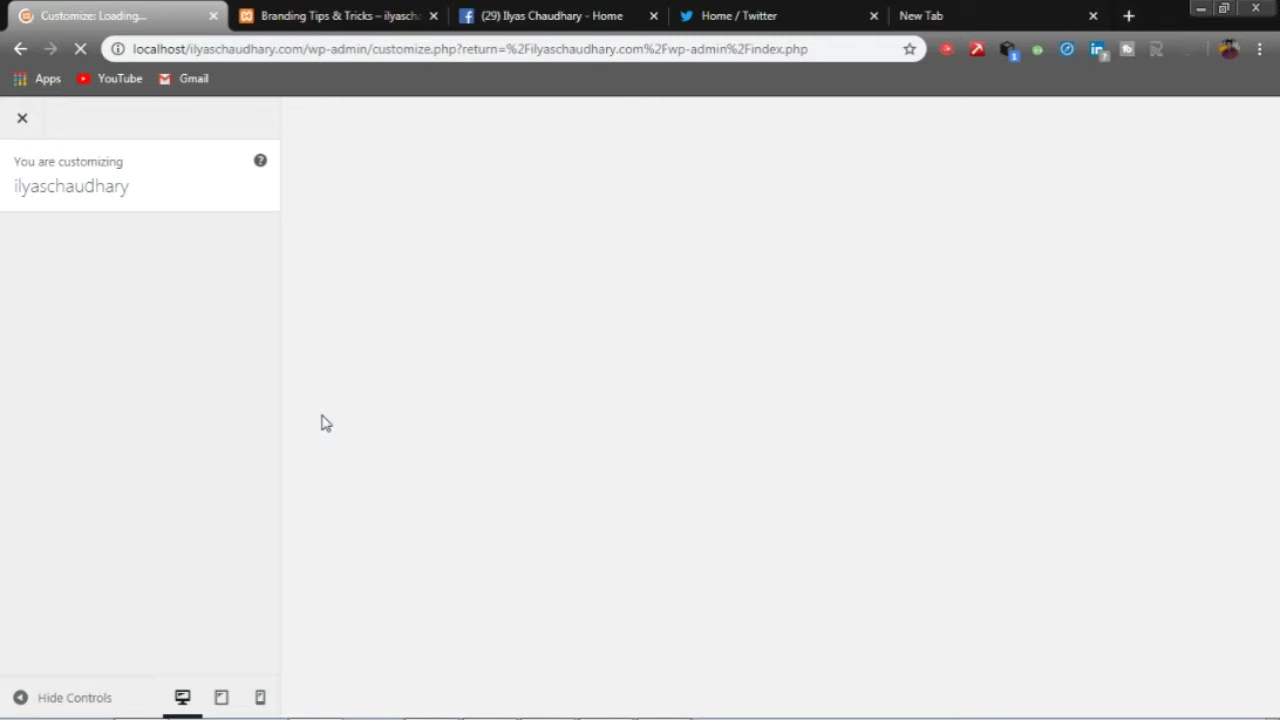 Customize: Loading...
Branding Tips & Tricks – ilyasch
(29) Ilyas Chaudhary - Home
Home / Twitter
New Tab
localhost/ilyaschaudhary.com/wp-admin/customize.php?return=%2Filyaschaudhary.com%2Fwp-admin%2Findex.php
Apps
YouTube
Gmail
You are customizing
ilyaschaudhary
Hide Controls